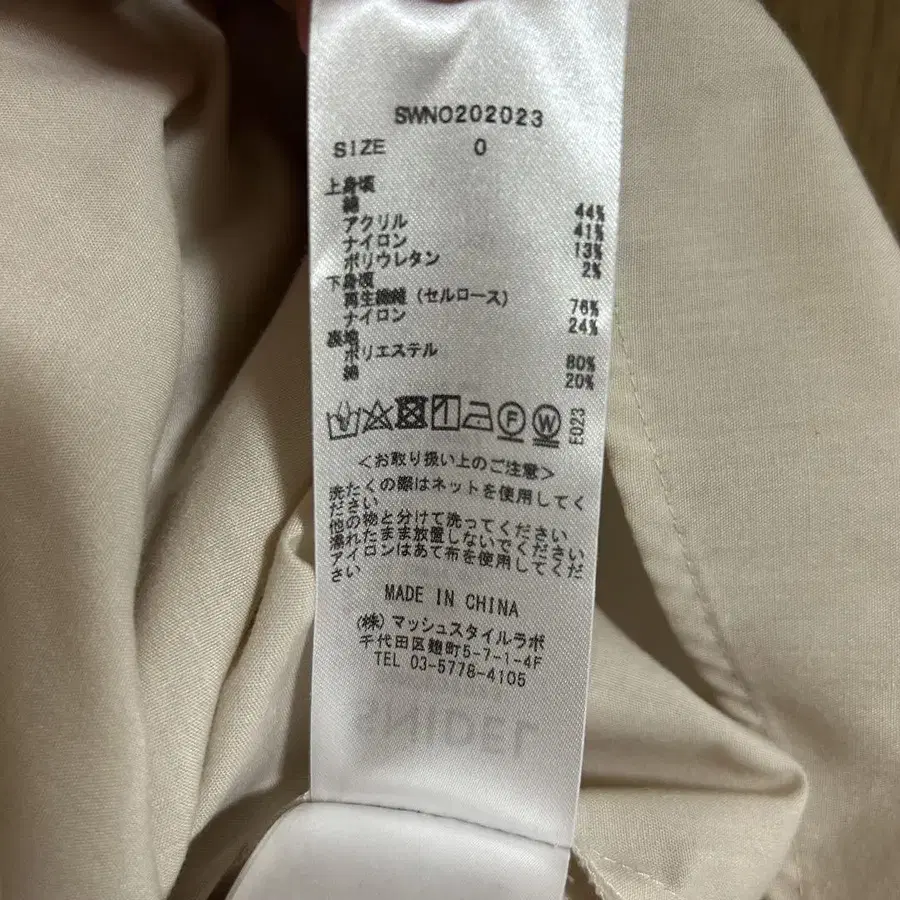 SWNO202023
SIZE 0
上身頃
綿 44%
アクリル 41%
ナイロン 13%
ポリウレタン 2%
下身頃
再生繊維(セルロース) 76%
ナイロン 24%
裏地
ポリエステル 80%
綿 20%
F W E023
<お取り扱い上のご注意>
洗たくの際はネットを使用してく
ださい
他の物と分けて洗ってください
濡れたまま放置しないでください
アイロンはあて布を使用してくだ
さい
MADE IN CHINA
(株)マッシュスタイルラボ
千代田区麹町5-7-1-4F
TEL 03-5778-4105
SNIDEL